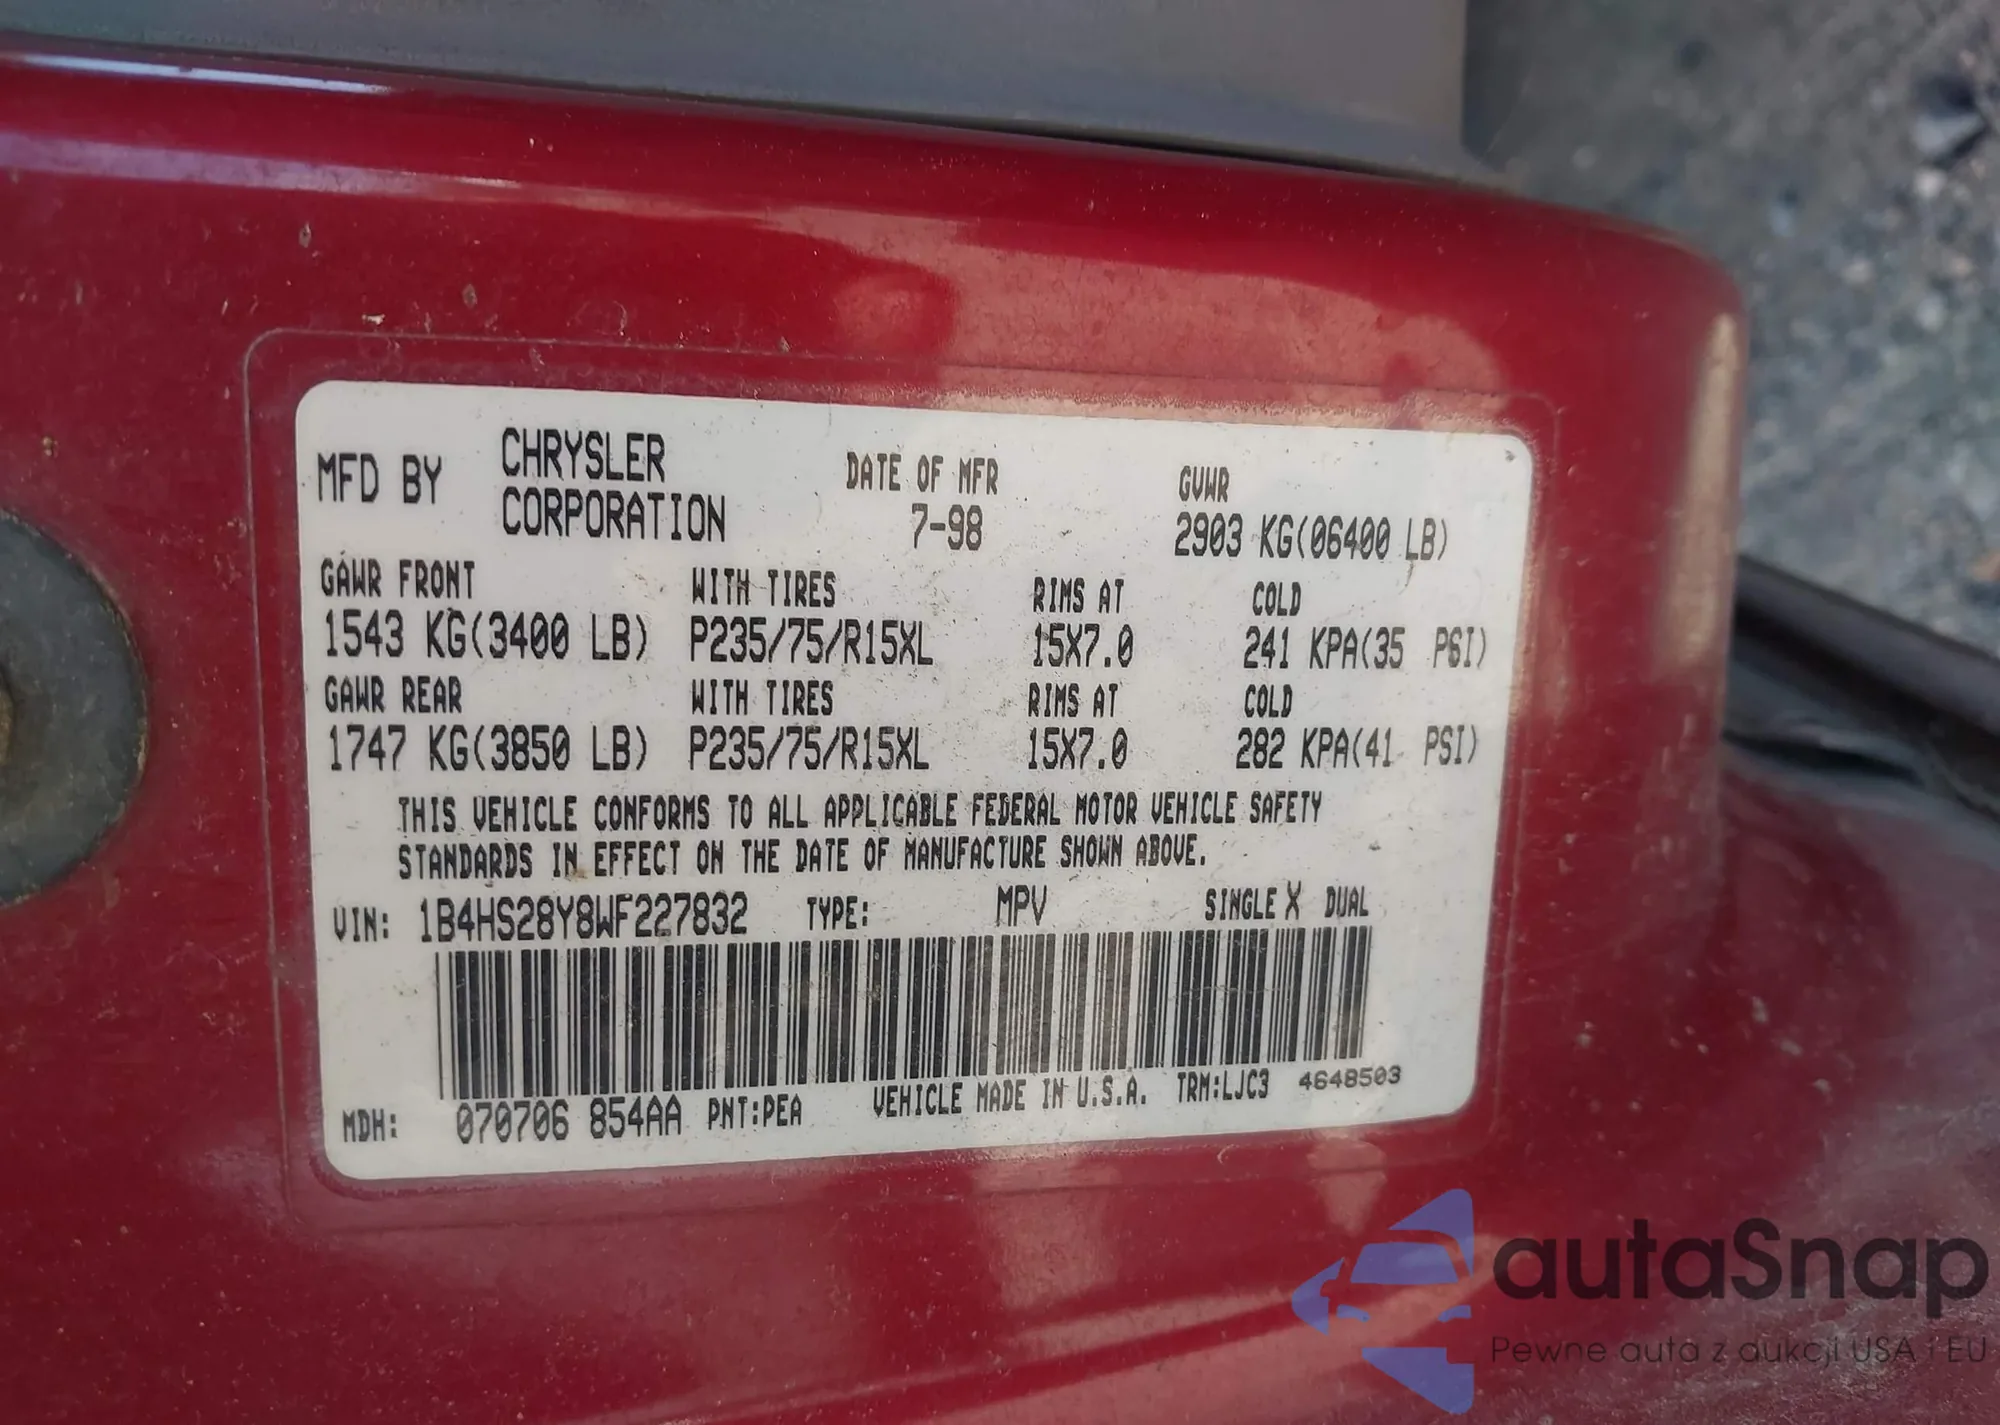 MFD BY CHRYSLER CORPORATION DATE OF MFR 7-98 GVWR 2903 KG(06400 LB)
GAWR FRONT WITH TIRES RIMS AT COLD
1543 KG(3400 LB) P235/75/R15XL 15X7.0 241 KPA(35 PSI)
GAWR REAR WITH TIRES RIMS AT COLD
1747 KG(3850 LB) P235/75/R15XL 15X7.0 282 KPA(41 PSI)
THIS VEHICLE CONFORMS TO ALL APPLICABLE FEDERAL MOTOR VEHICLE SAFETY
STANDARDS IN EFFECT ON THE DATE OF MANUFACTURE SHOWN ABOVE.
VIN: 1B4HS28Y8WF227832 TYPE: MPV SINGLE X DUAL
MDH: 070706 854AA PNT:PEA VEHICLE MADE IN U.S.A. TRM:LJC3 4648503
autaSnap
Pewne auta z aukcji USA i EU